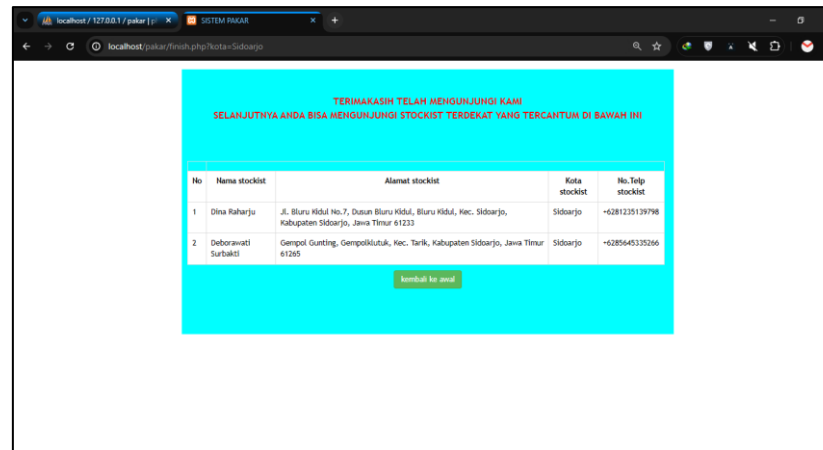 localhost / 127.0.0.1 / pakar |
SISTEM PAKAR
localhost/pakar/finish.php?kota=Sidoarjo
TERIMAKASIH TELAH MENGUNJUNGI KAMI
SELANJUTNYA ANDA BISA MENGUNJUNGI STOCKIST TERDEKAT YANG TERCANTUM DI BAWAH INI
No Nama stockist Alamat stockist Kota stockist No.Telp stockist
1 Dina Raharju Jl. Bluru Kidul No.7, Dusun Bluru Kidul, Bluru Kidul, Kec. Sidoarjo, Sidoarjo +6281235139798
Kabupaten Sidoarjo, Jawa Timur 61233
2 Deborawati Gempol Gunting, Gempolklutuk, Kec. Tarik, Kabupaten Sidoarjo, Jawa Timur Sidoarjo +6285645335266
Surbakti 61265
kembali ke awal